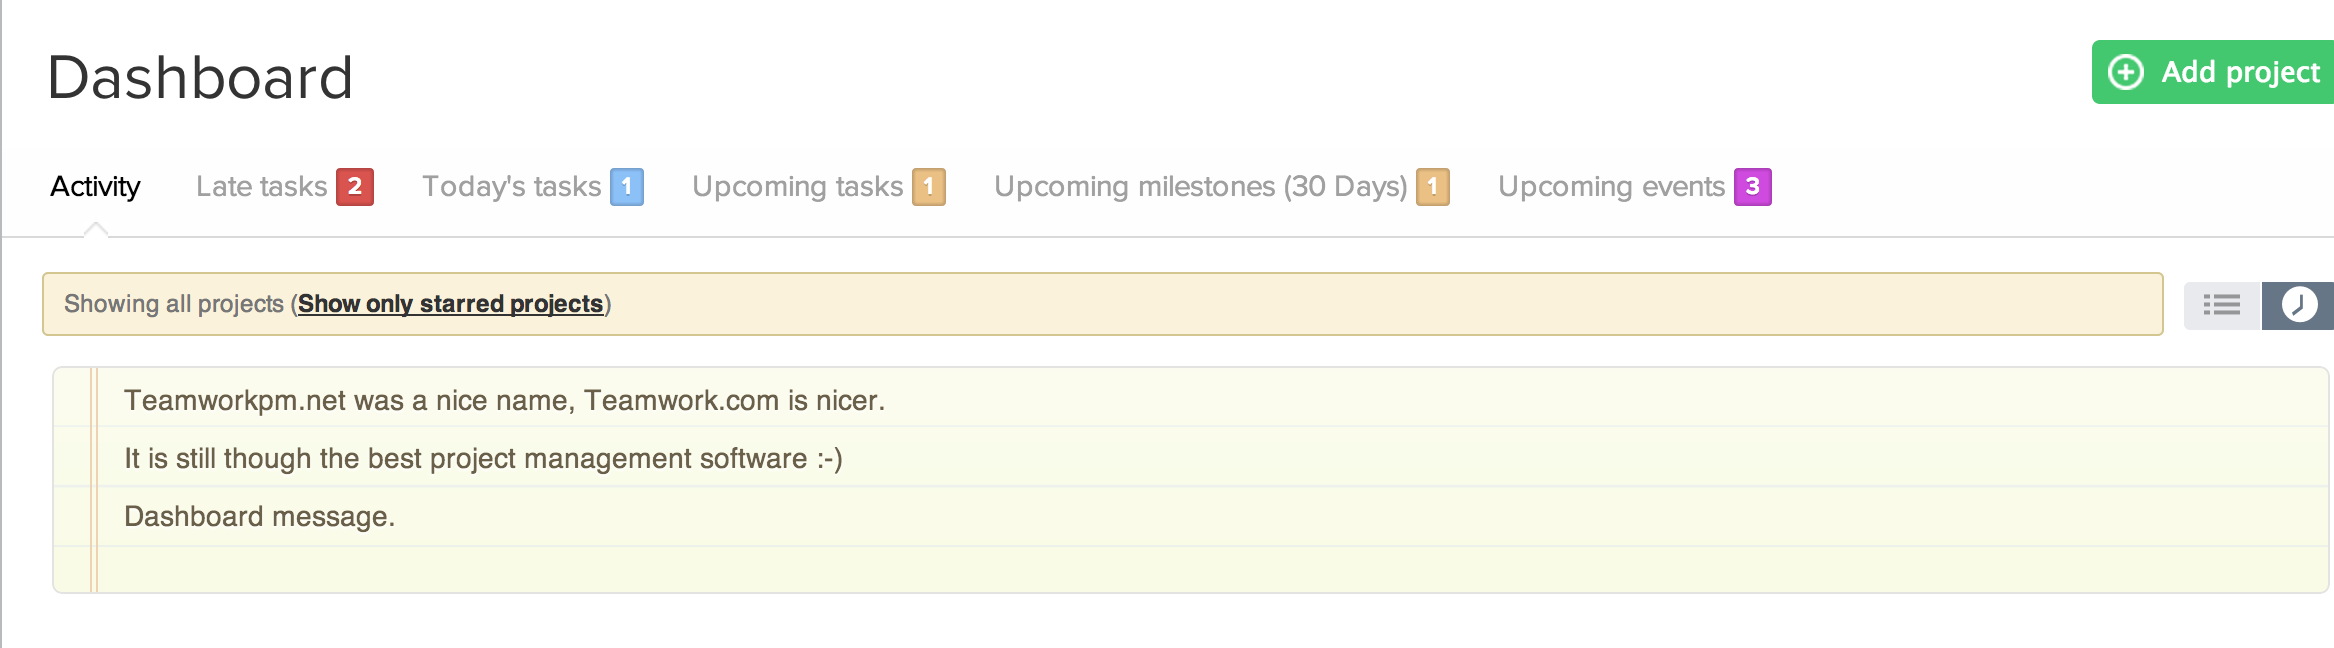 Dashboard
Add project
Activity Late tasks 2 Today's tasks 1 Upcoming tasks 1 Upcoming milestones (30 Days) 1 Upcoming events 3
Showing all projects (Show only starred projects)
Teamworkpm.net was a nice name, Teamwork.com is nicer.
It is still though the best project management software :-)
Dashboard message.